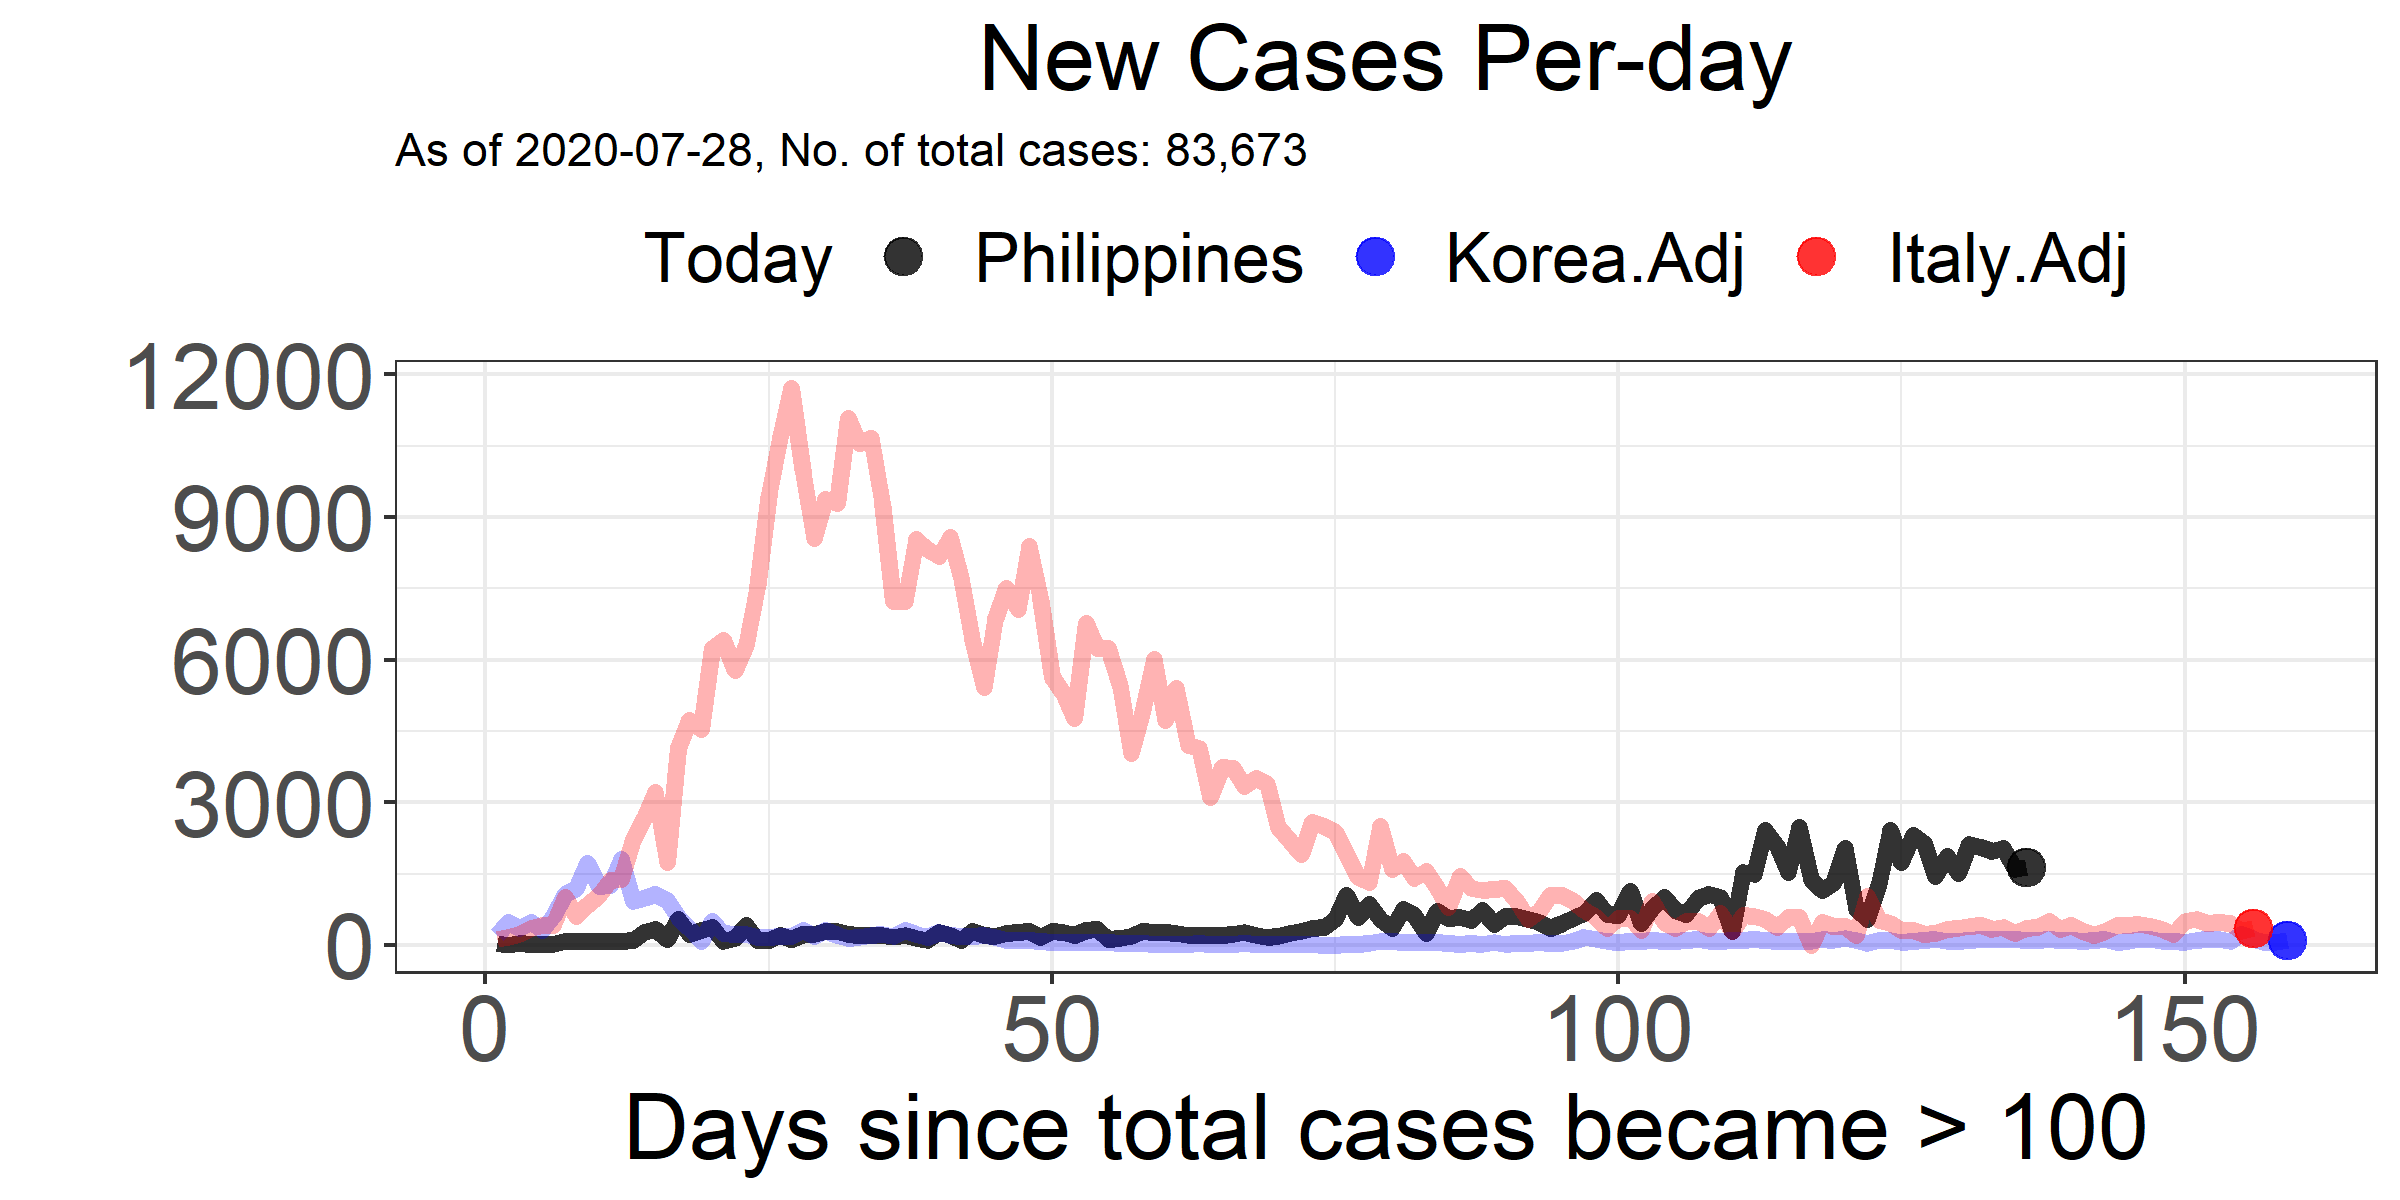 New Cases Per-day
As of 2020-07-28, No. of total cases: 83,673
Today Philippines Korea.Adj Italy.Adj
12000
9000
6000
3000
0
0 50 100 150
Days since total cases became > 100